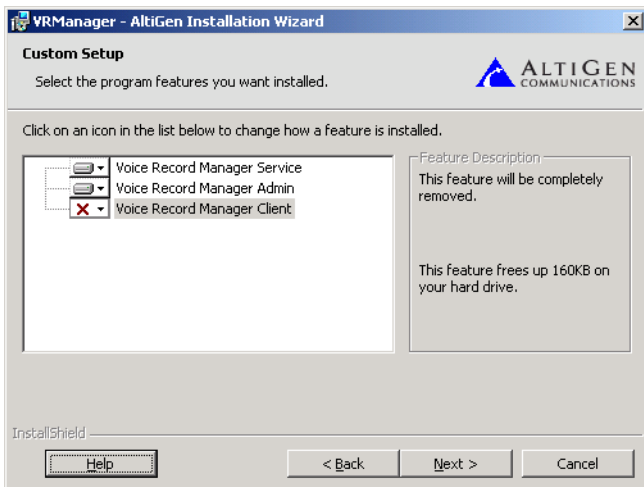 VRManager - AltiGen Installation Wizard
Custom Setup
Select the program features you want installed.
ALTIGEN
COMMUNICATIONS
Click on an icon in the list below to change how a feature is installed.
Voice Record Manager Service
Voice Record Manager Admin
Voice Record Manager Client
Feature Description
This feature will be completely
removed.
This feature frees up 160KB on
your hard drive.
InstallShield
Help
< Back
Next >
Cancel